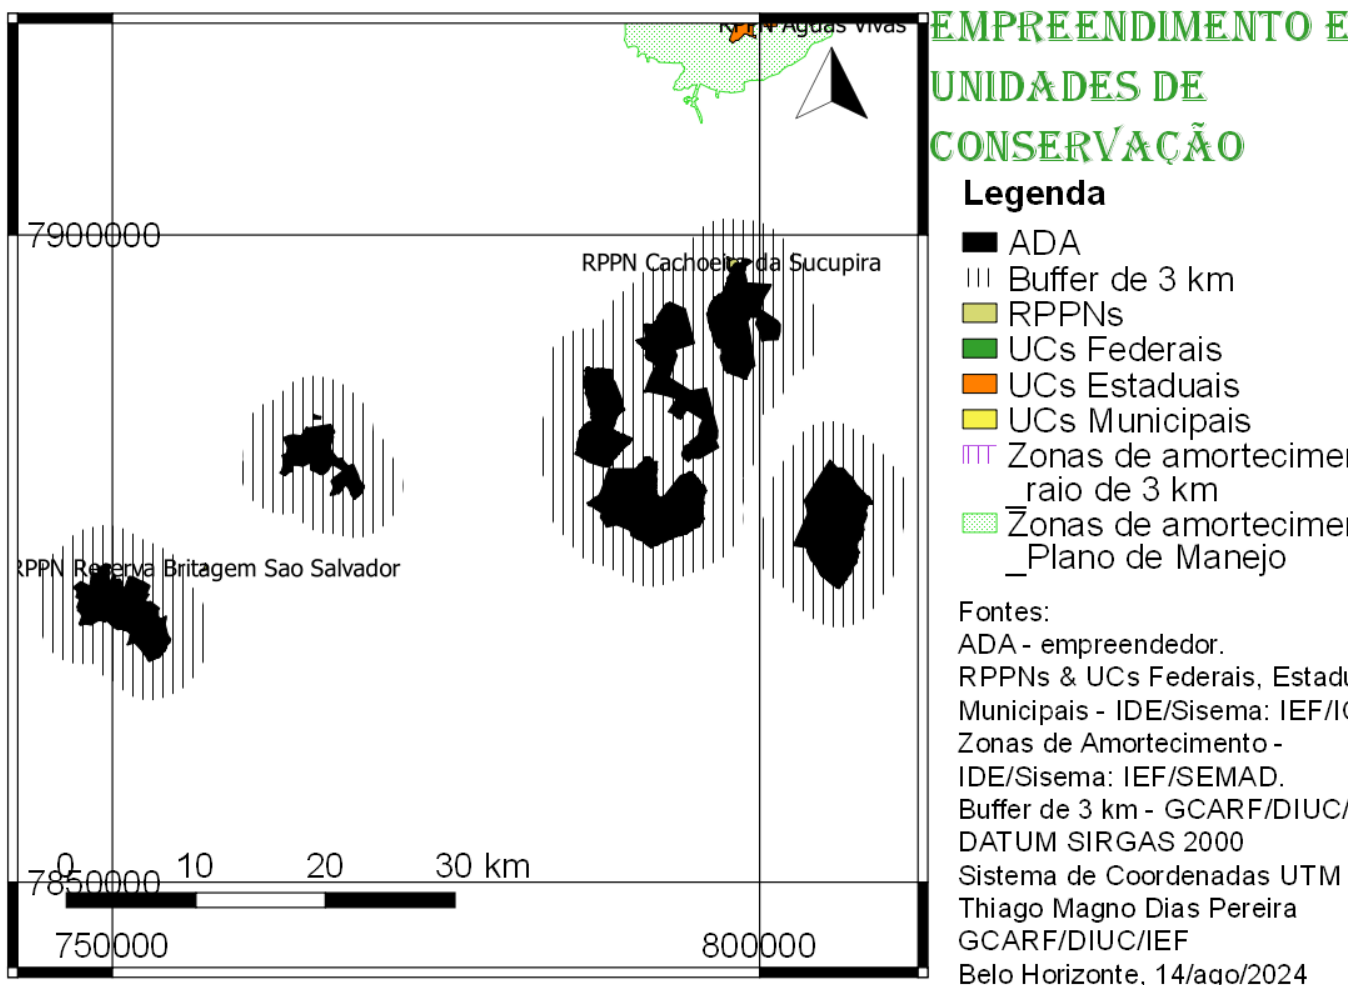 EMPREENDIMENTO E
UNIDADES DE
CONSERVAÇÃO
RPPN Aguas Vivas
7900000
RPPN Cachoeira da Sucupira
RPPN Reserva Britagem Sao Salvador
0 10 20 30 km
7850000
750000 800000
Legenda
ADA
Buffer de 3 km
RPPNs
UCs Federais
UCs Estaduais
UCs Municipais
Zonas de
_raio de 3 km
Zonas de
_Plano de Manejo
Fontes:
ADA - empreendedor.
RPPNs & UCs Federais,
Municipais - IDE/Sisema:
Zonas de Amortecimento -
IDE/Sisema: IEF/SEMAD.
Buffer de 3 km - GCARF/DIUC/
DATUM SIRGAS 2000
Sistema de Coordenadas UTM
Thiago Magno Dias Pereira
GCARF/DIUC/IEF
Belo Horizonte, 14/ago/2024